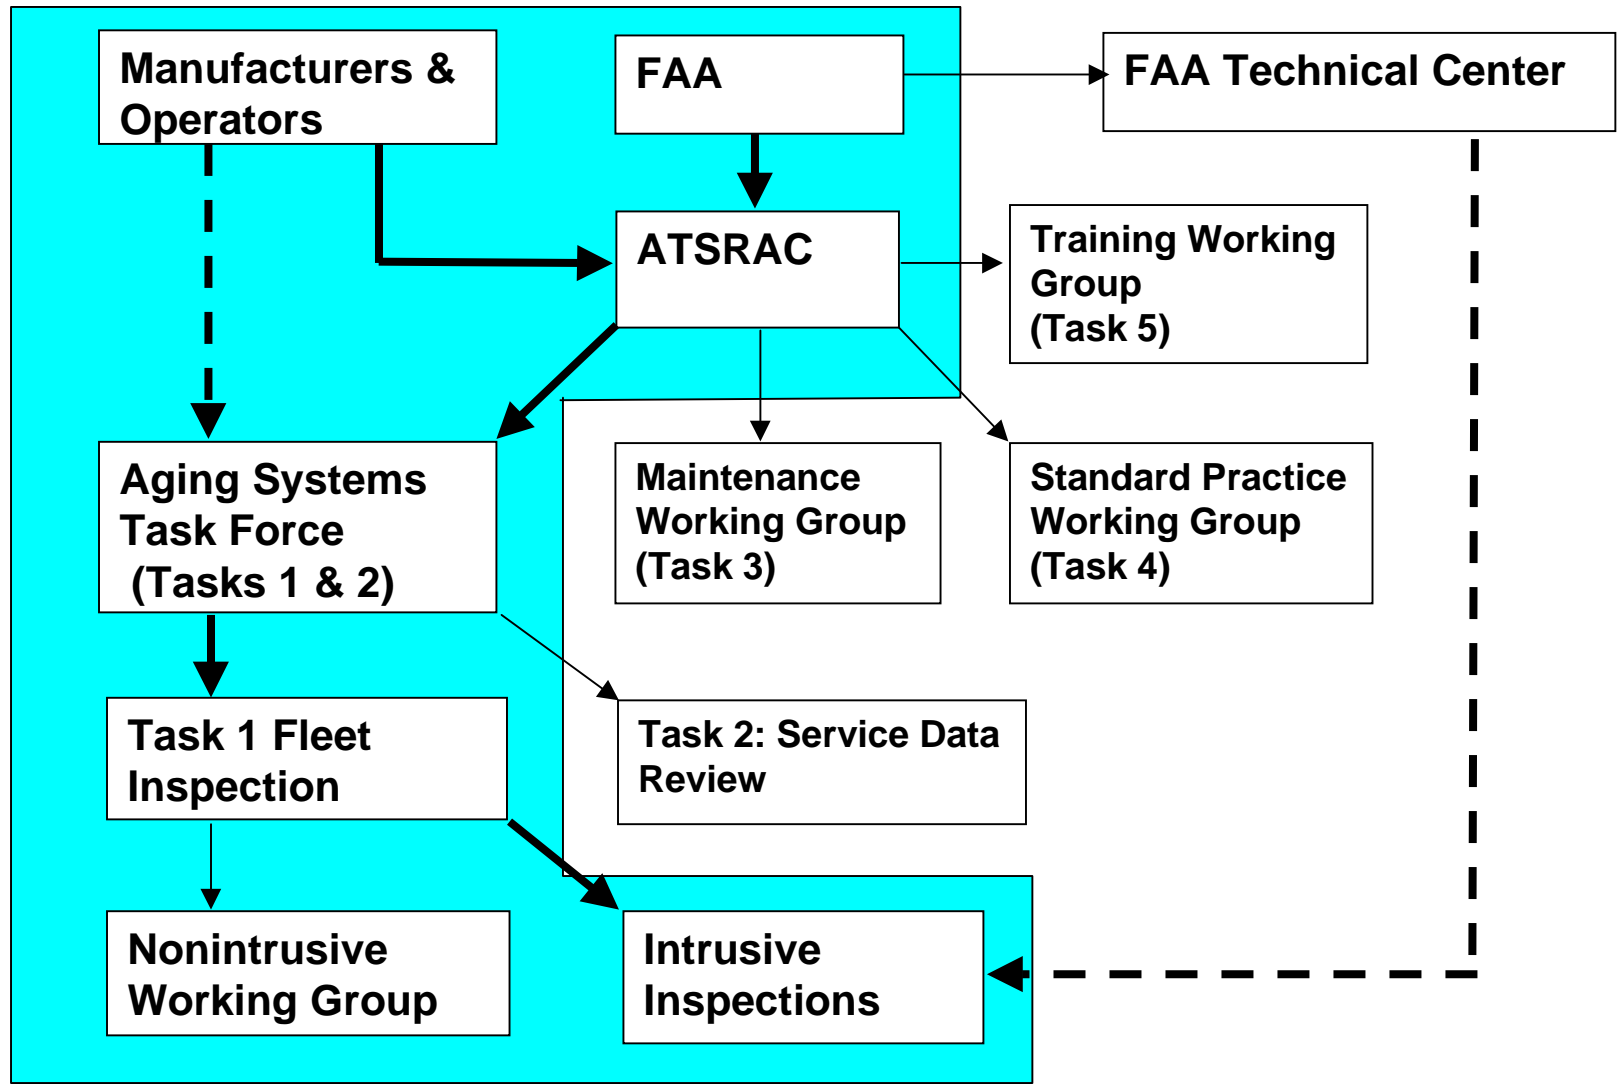 Manufacturers &
Operators
FAA
FAA Technical Center
ATSRAC
Training Working
Group
(Task 5)
Aging Systems
Task Force
(Tasks 1 & 2)
Maintenance
Working Group
(Task 3)
Standard Practice
Working Group
(Task 4)
Task 1 Fleet
Inspection
Task 2: Service Data
Review
Nonintrusive
Working Group
Intrusive
Inspections